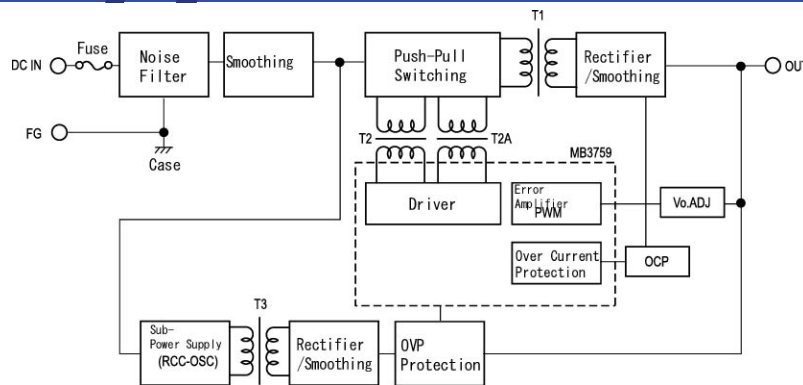 T1
Fuse
DC IN
Noise
Filter
Smoothing
Push-Pull
Switching
Rectifier
/Smoothing
OUT
FG
Case
T2
T2A
MB3759
Driver
Error
Amplifier
PWM
Vo.ADJ
Over Current
Protection
OCP
T3
Sub-
Power Supply
(RCC-OSC)
Rectifier
/Smoothing
OVP
Protection